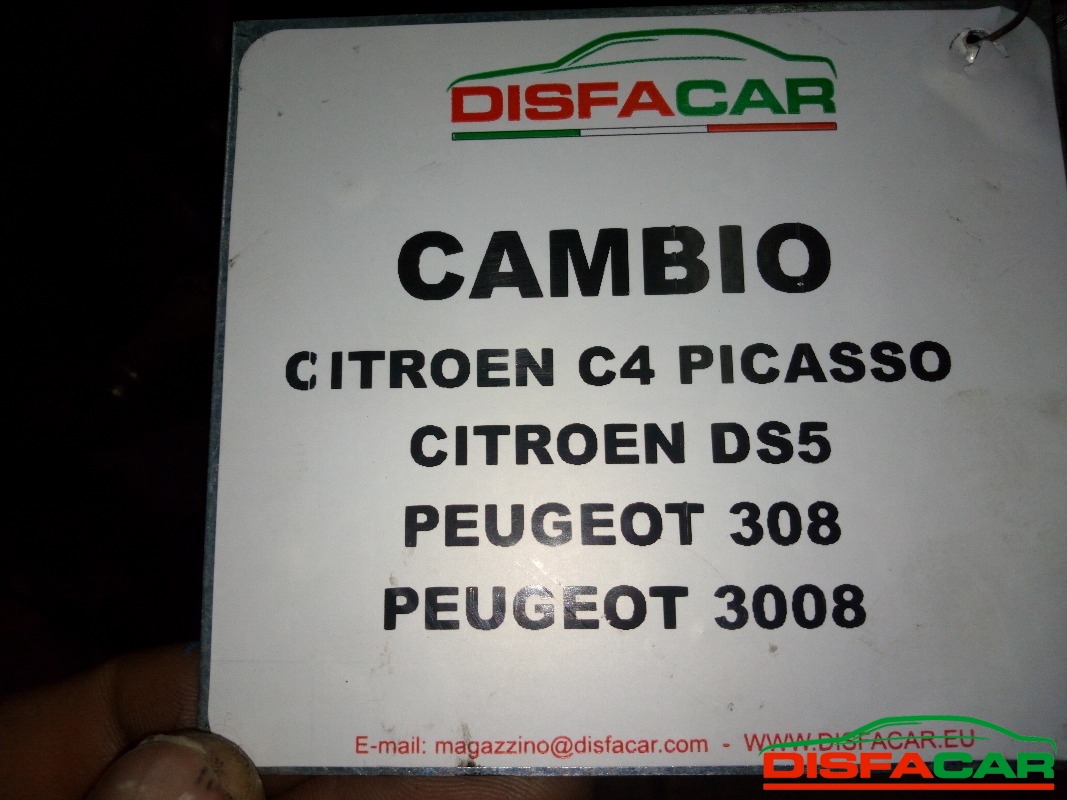 DISFACAR
CAMBIO
CITROEN C4 PICASSO
CITROEN DS5
PEUGEOT 308
PEUGEOT 3008
E-mail: magazzino@disfacar.com - WWW.DISFACAR.EU
DISFACAR